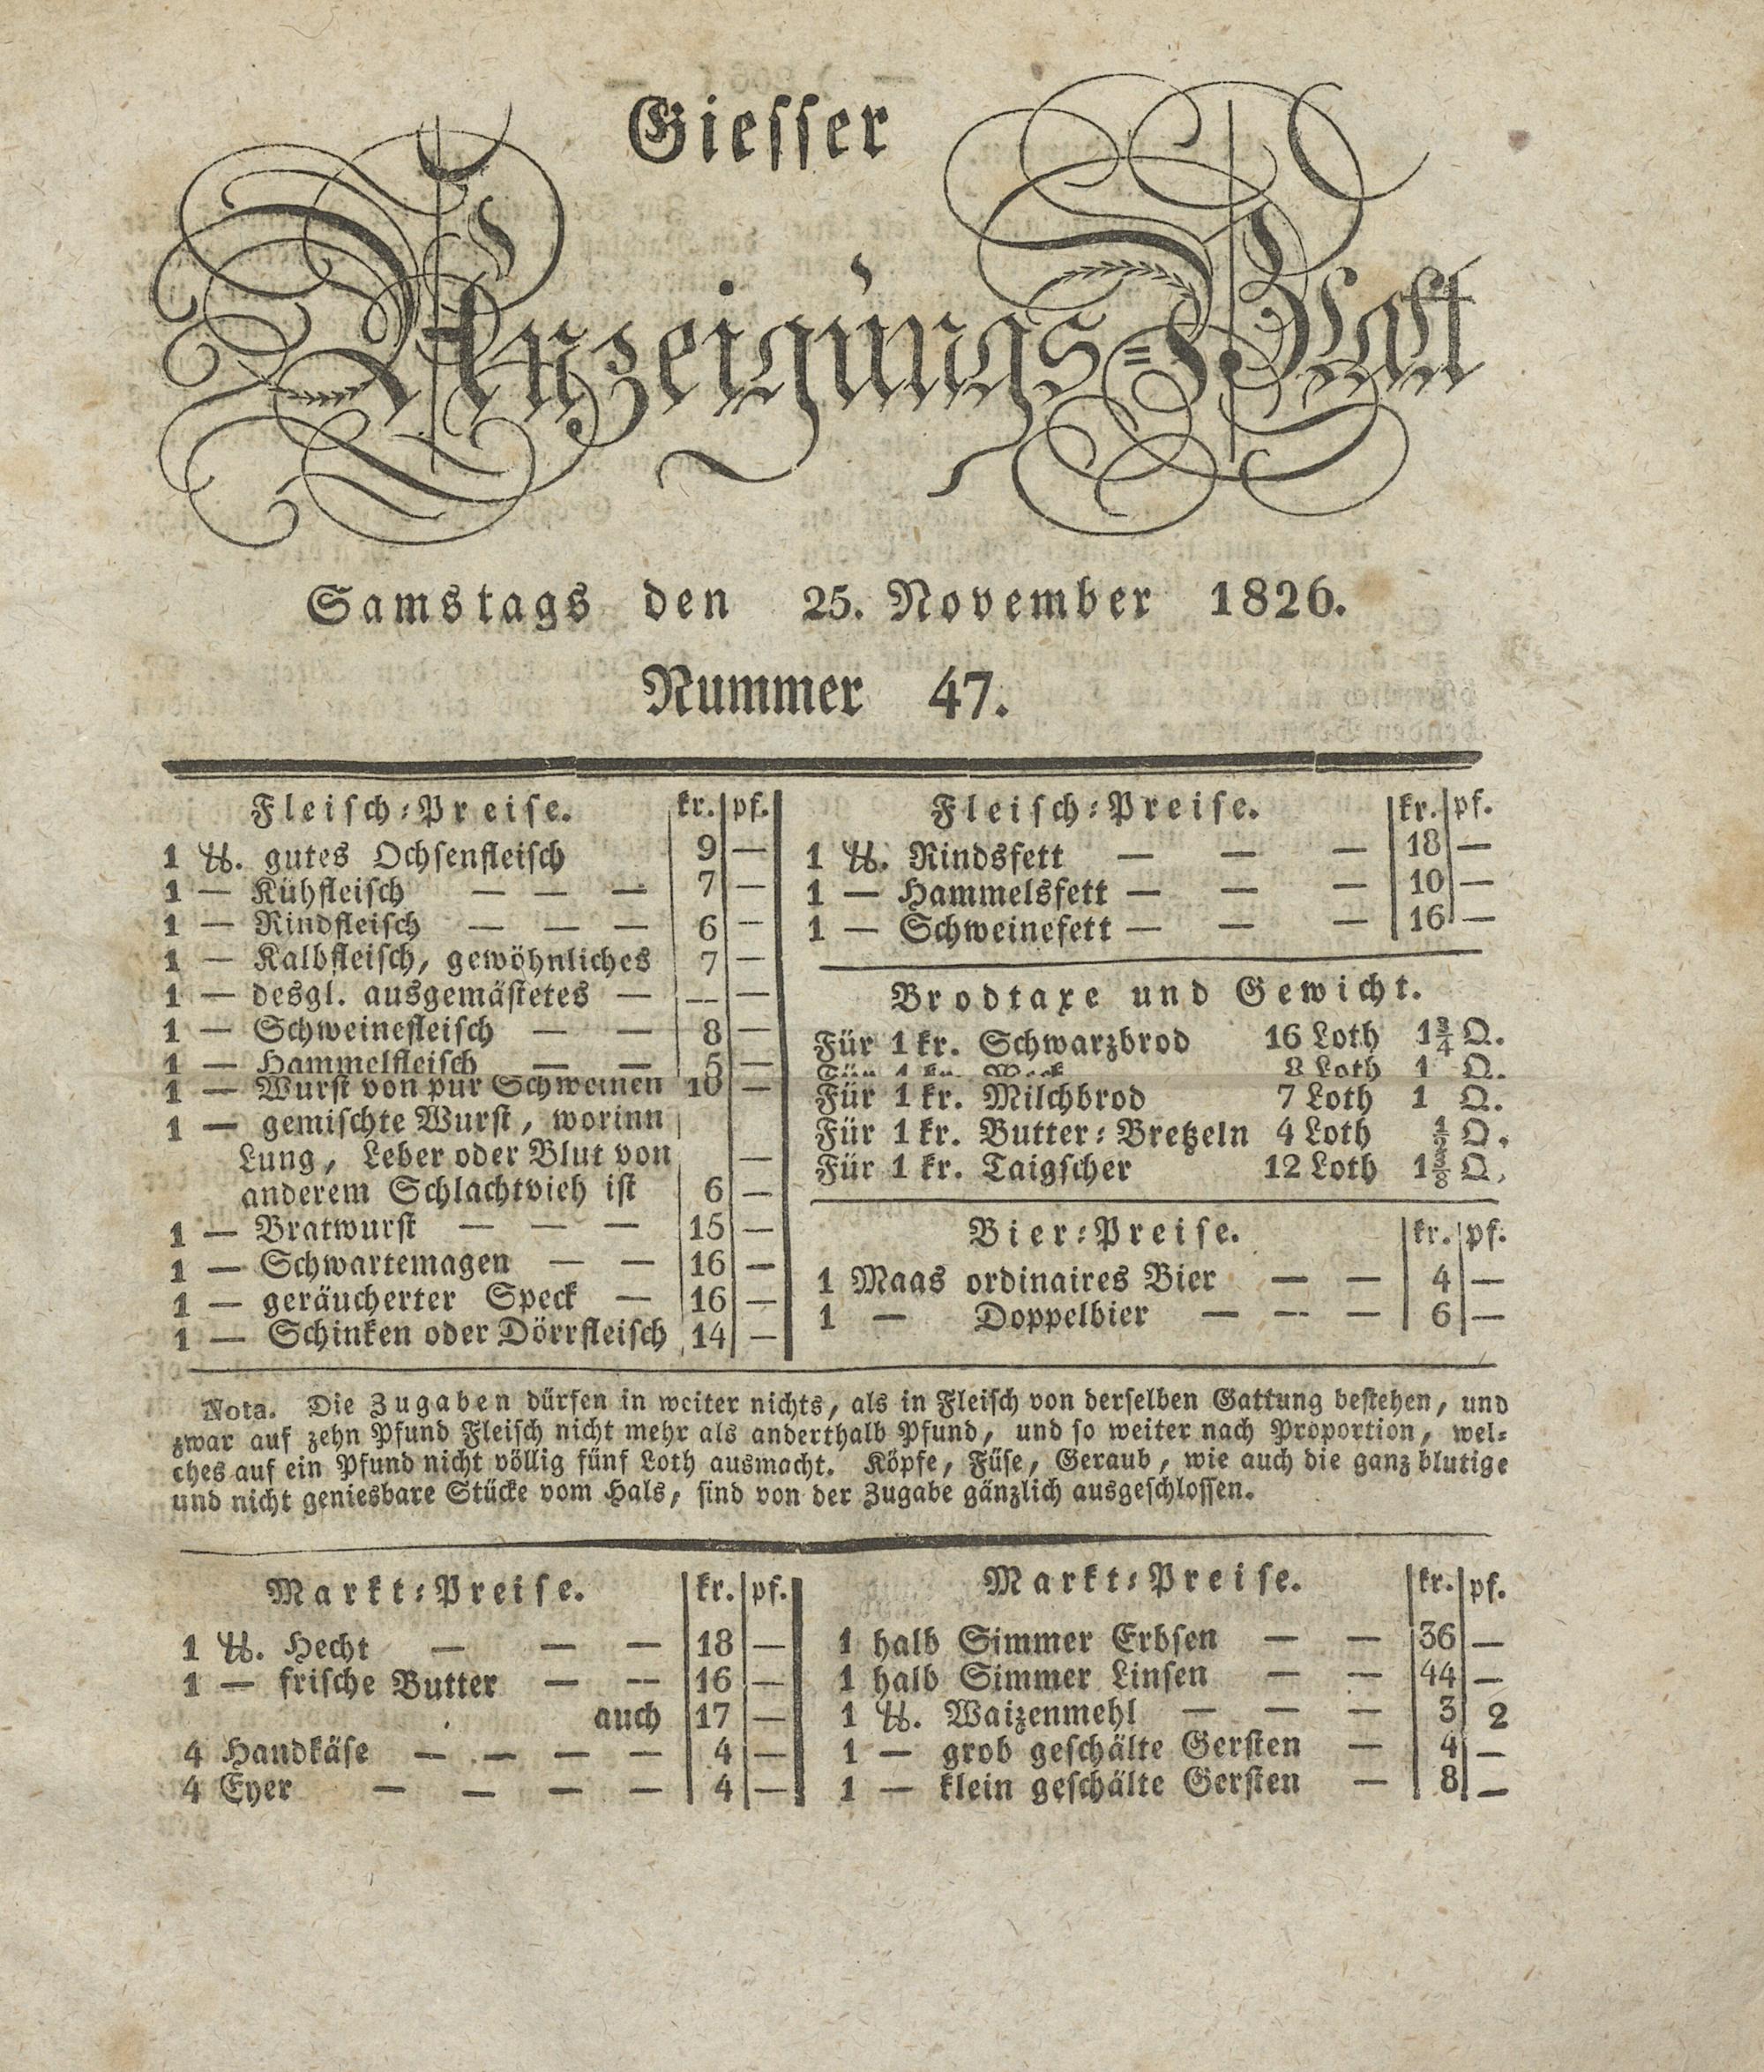 Giesser
Anzeigungs=Blatt
Samstags den 25. November 1826.
Nummer 47.
Fleisch=Preise. kr. pf.
1 ℔. gutes Ochsenfleisch 9 —
1 — Kühfleisch — — — 7 —
1 — Rindfleisch — — — 6 —
1 — Kalbfleisch, gewöhnliches 7 —
1 — desgl. ausgemästetes — — —
1 — Schweinefleisch — — 8 —
1 — Hammelfleisch — — 5 —
1 — Wurst von pur Schweinen 10 —
1 — gemischte Wurst, worinn
Lung, Leber oder Blut von —
anderem Schlachtvieh ist 6 —
1 — Bratwurst — — — 15 —
1 — Schwartemagen — — 16 —
1 — geräucherter Speck — 16 —
1 — Schinken oder Dörrfleisch 14 —
Fleisch=Preise. kr. pf.
1 ℔. Rindsfett — — — 18 —
1 — Hammelsfett — — — 10 —
1 — Schweinefett — — — 16 —
Brodtaxe und Gewicht.
Für 1 kr. Schwarzbrod 16 Loth 1¾ Q.
Für 1 kr. Weck 8 Loth 1 Q.
Für 1 kr. Milchbrod 7 Loth 1 Q.
Für 1 kr. Butter=Bretzeln 4 Loth ½ Q.
Für 1 kr. Taigscher 12 Loth 1⅜ Q.
Bier=Preise. kr. pf.
1 Maas ordinaires Bier — — 4 —
1 — Doppelbier — — — 6 —
Nota. Die Zugaben dürfen in weiter nichts, als in Fleisch von derselben Gattung bestehen, und
zwar auf zehn Pfund Fleisch nicht mehr als anderthalb Pfund, und so weiter nach Proportion, wel=
ches auf ein Pfund nicht völlig fünf Loth ausmacht. Köpfe, Füse, Geraub, wie auch die ganz blutige
und nicht geniesbare Stücke vom Hals, sind von der Zugabe gänzlich ausgeschlossen.
Markt=Preise. kr. pf.
1 ℔. Hecht — — — 18 —
1 — frische Butter — — 16 —
auch 17 —
4 Handkäse — — — — 4 —
4 Eyer — — — — 4 —
Markt=Preise. kr. pf.
1 halb Simmer Erbsen — — 36 —
1 halb Simmer Linsen — — 44 —
1 ℔. Waizenmehl — — — 3 2
1 — grob geschälte Gersten — 4 —
1 — klein geschälte Gersten — 8 —